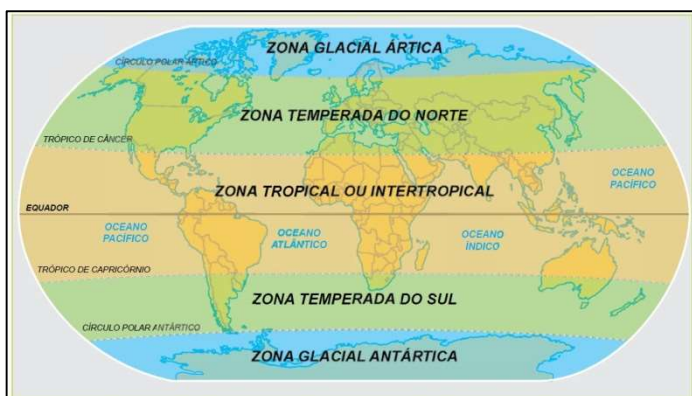 ZONA GLACIAL ÁRTICA
CÍRCULO POLAR ÁRTICO
ZONA TEMPERADA DO NORTE
TRÓPICO DE CÂNCER
OCEANO
PACÍFICO
ZONA TROPICAL OU INTERTROPICAL
EQUADOR
OCEANO
PACÍFICO
OCEANO
ATLÂNTICO
OCEANO
ÍNDICO
TRÓPICO DE CAPRICÓRNIO
ZONA TEMPERADA DO SUL
CÍRCULO POLAR ANTÁRTICO
ZONA GLACIAL ANTÁRTICA